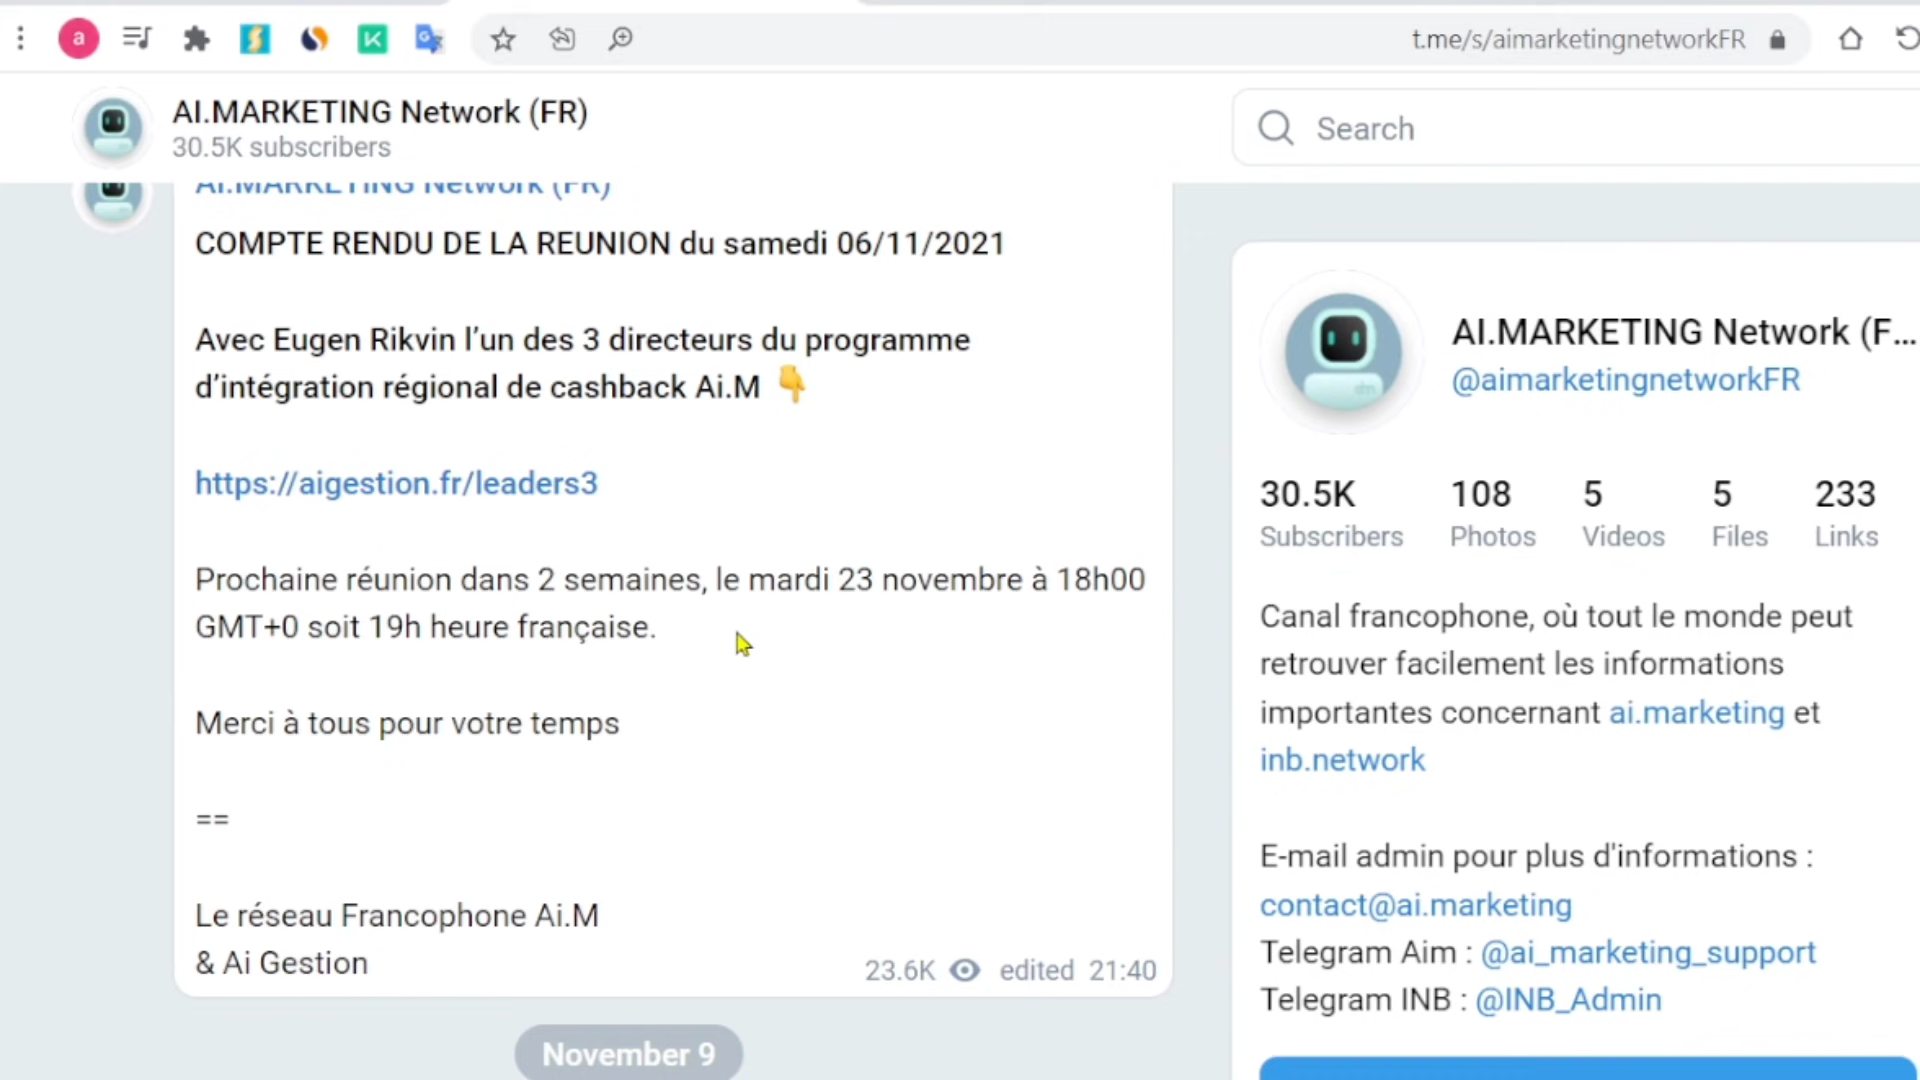 a
t.me/s/aimarketingnetworkFR
AI.MARKETING Network (FR)
30.5K subscribers
Search
AI.MARKETING Network (FR)
COMPTE RENDU DE LA REUNION du samedi 06/11/2021
Avec Eugen Rikvin l’un des 3 directeurs du programme
d’intégration régional de cashback Ai.M 👇
https://aigestion.fr/leaders3
Prochaine réunion dans 2 semaines, le mardi 23 novembre à 18h00
GMT+0 soit 19h heure française.
Merci à tous pour votre temps
==
Le réseau Francophone Ai.M
& Ai Gestion
23.6K edited 21:40
November 9
AI.MARKETING Network (F...
@aimarketingnetworkFR
30.5K 108 5 5 233
Subscribers Photos Videos Files Links
Canal francophone, où tout le monde peut
retrouver facilement les informations
importantes concernant ai.marketing et
inb.network
E-mail admin pour plus d'informations :
contact@ai.marketing
Telegram Aim : @ai_marketing_support
Telegram INB : @INB_Admin